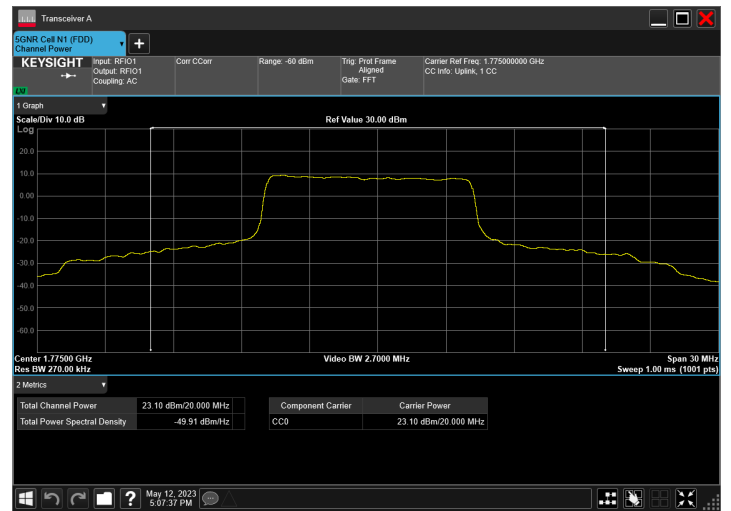 Transceiver A
5GNR Cell N1 (FDD)
Channel Power
KEYSIGHT
LXI
Input: RFIO1
Output: RFIO1
Coupling: AC
Corr CCorr
Range: -60 dBm
Trig: Prot Frame
Aligned
Gate: FFT
Carrier Ref Freq: 1.775000000 GHz
CC Info: Uplink, 1 CC
1 Graph
Scale/Div 10.0 dB
Ref Value 30.00 dBm
Log
20.0
10.0
0.00
-10.0
-20.0
-30.0
-40.0
-50.0
-60.0
Center 1.77500 GHz
Video BW 2.7000 MHz
Span 30 MHz
Res BW 270.00 kHz
Sweep 1.00 ms (1001 pts)
2 Metrics
Total Channel Power 23.10 dBm/20.000 MHz
Total Power Spectral Density -49.91 dBm/Hz
Component Carrier Carrier Power
CC0 23.10 dBm/20.000 MHz
?
May 12, 2023
5:07:37 PM